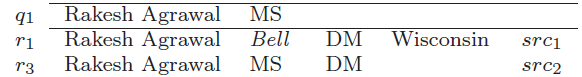 q1 Rakesh Agrawal MS
r1 Rakesh Agrawal Bell DM Wisconsin src1
r3 Rakesh Agrawal MS DM src2